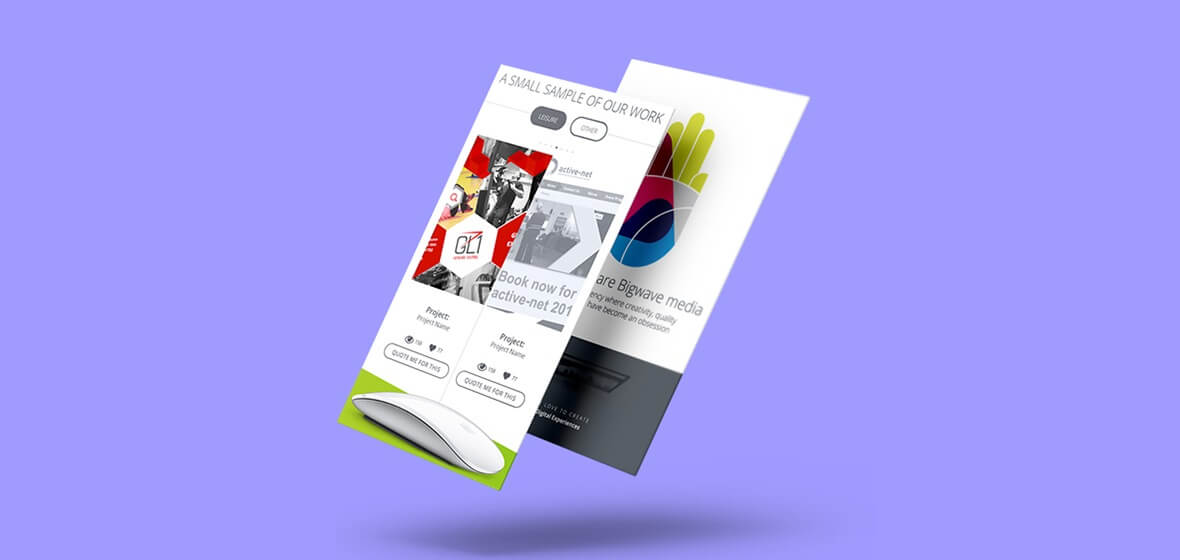 A SMALL SAMPLE OF OUR WORK
LEISURE
OTHER
active-net
GL1
Book now for
active-net 201
Project:
Project Name
158
77
QUOTE ME FOR THIS
Project:
Project Name
158
77
QUOTE ME FOR THIS
are Bigwave media
ency where creativity, quality
have become an obsession
LOVE TO CREATE
Digital Experiences